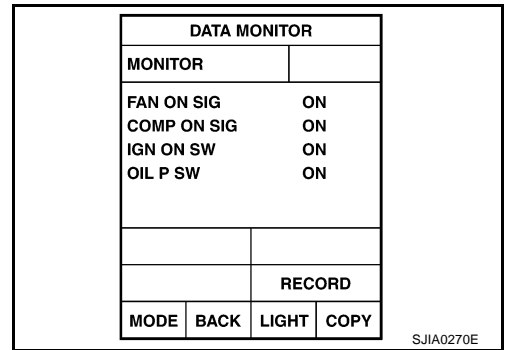 DATA MONITOR
MONITOR
FAN ON SIG ON
COMP ON SIG ON
IGN ON SW ON
OIL P SW ON
RECORD
MODE BACK LIGHT COPY
SJIA0270E